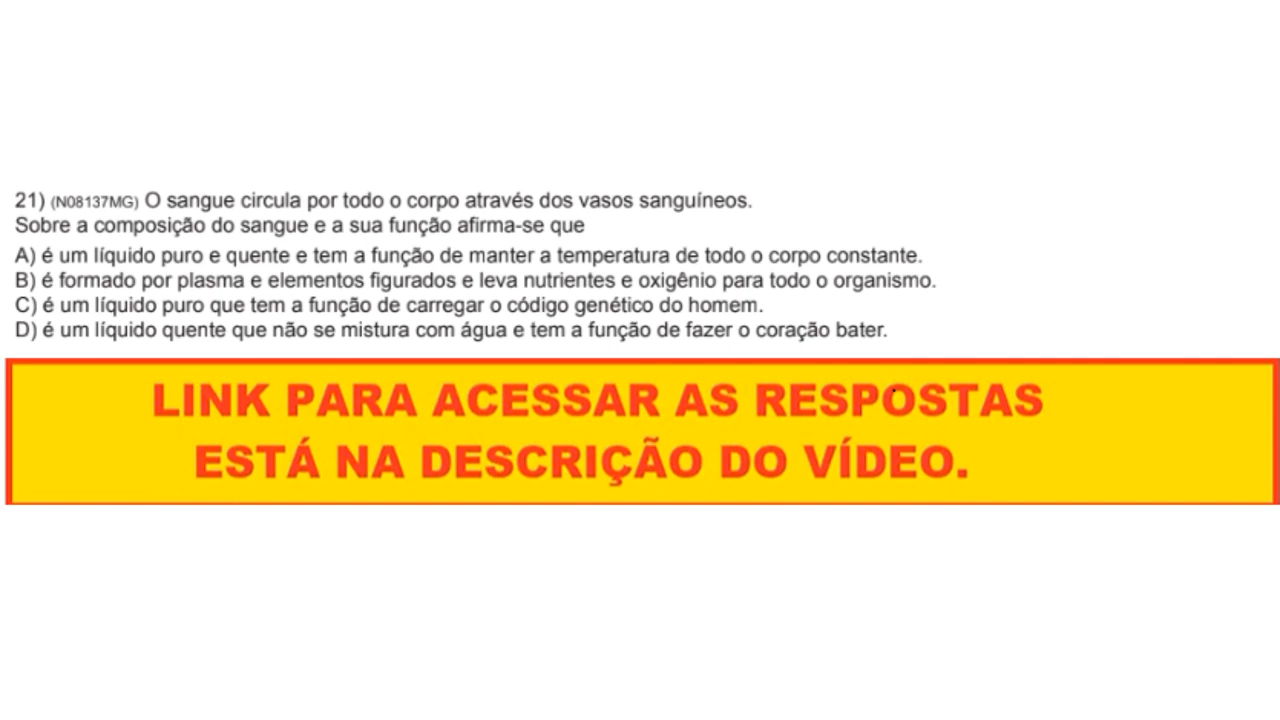 21) (N08137MG) O sangue circula por todo o corpo através dos vasos sanguíneos.
Sobre a composição do sangue e a sua função afirma-se que
A) é um líquido puro e quente e tem a função de manter a temperatura de todo o corpo constante.
B) é formado por plasma e elementos figurados e leva nutrientes e oxigênio para todo o organismo.
C) é um líquido puro que tem a função de carregar o código genético do homem.
D) é um líquido quente que não se mistura com água e tem a função de fazer o coração bater.
LINK PARA ACESSAR AS RESPOSTAS
ESTÁ NA DESCRIÇÃO DO VÍDEO.